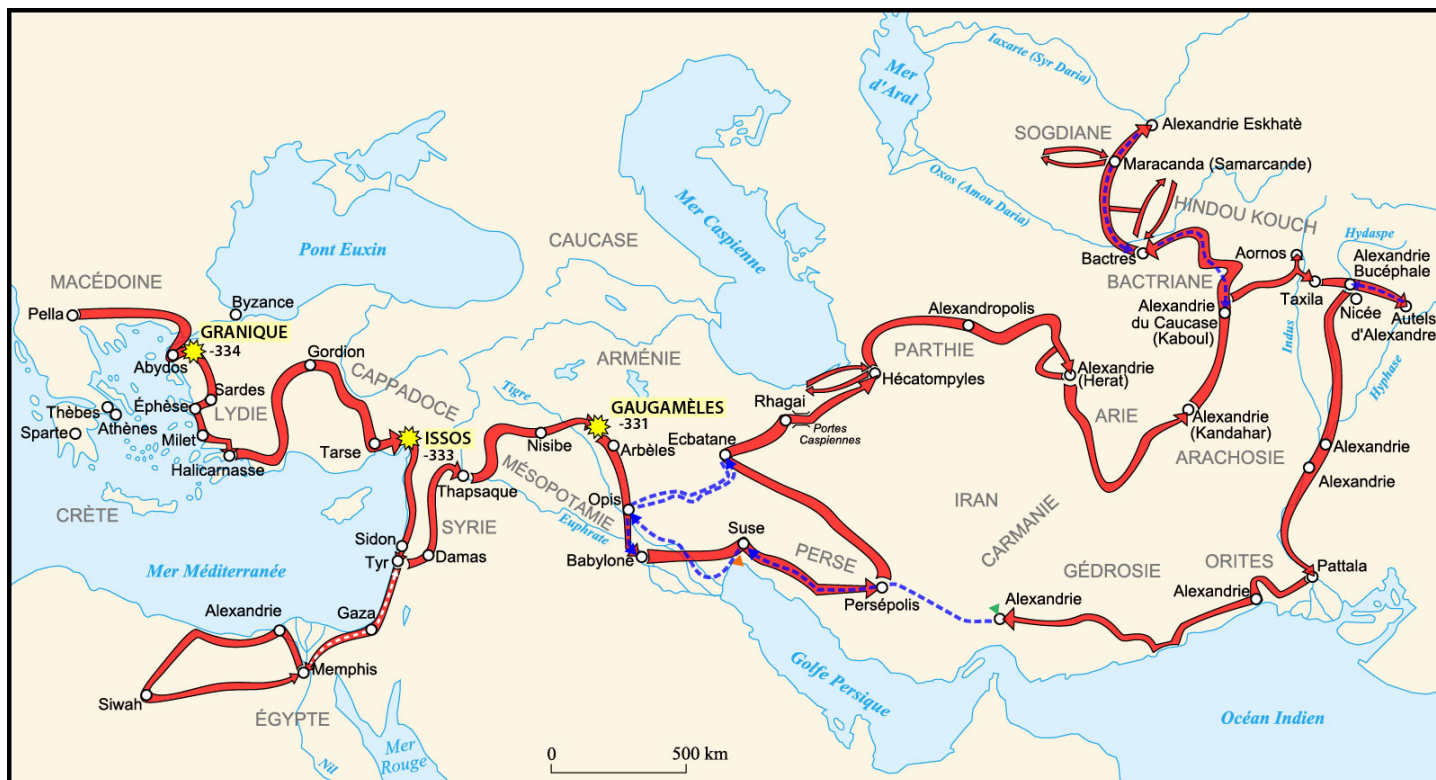 Iaxarte (Syr Daria)
Mer
d'Aral
Alexandrie Eskhatè
SOGDIANE
Maracanda (Samarcande)
Oxos (Amou Daria)
HINDOU KOUCH
Mer Caspienne
CAUCASE
Pont Euxin
Hydaspe
Bactres
Aornos
Alexandrie
Bucéphale
BACTRIANE
MACÉDOINE
Taxila
Byzance
Pella
Alexandropolis
Alexandrie
du Caucase
(Kaboul)
Nicée
Autels
d'Alexandre
GRANIQUE
-334
Indus
Gordion
PARTHIE
ARMÉNIE
Abydos
Hyphase
CAPPADOCE
Alexandrie
(Herat)
Hécatompyles
Sardes
Tigre
GAUGAMÈLES
-331
Rhagai
Éphèse
LYDIE
Thèbes
Athènes
ARIE
Alexandrie
(Kandahar)
Portes
Caspiennes
Sparte
Milet
ISSOS
-333
Ecbatane
Tarse
Nisibe
Arbèles
Alexandrie
ARACHOSIE
Halicarnasse
MÉSOPOTAMIE
Thapsaque
Alexandrie
CRÈTE
Opis
IRAN
SYRIE
Euphrate
Suse
CARMANIE
Sidon
Tyr
Damas
Babylone
PERSE
ORITES
Mer Méditerranée
GÉDROSIE
Pattala
Alexandrie
Gaza
Persépolis
Alexandrie
Alexandrie
Memphis
Golfe Persique
Siwah
ÉGYPTE
Océan Indien
Mer
Rouge
Nil
0 500 km